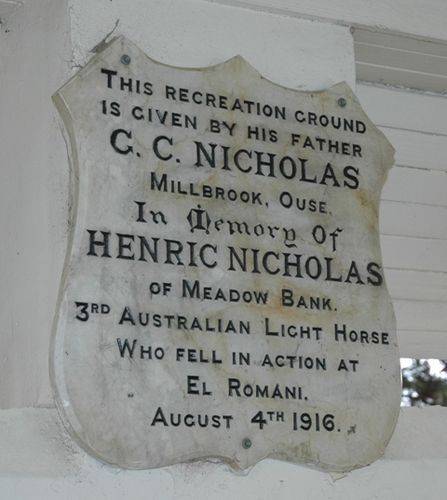 THIS RECREATION GROUND
IS GIVEN BY HIS FATHER
G. C. NICHOLAS
MILLBROOK, OUSE.
In Memory Of
HENRIC NICHOLAS
OF MEADOW BANK.
3RD AUSTRALIAN LIGHT HORSE
WHO FELL IN ACTION AT
EL ROMANI.
AUGUST 4TH 1916.